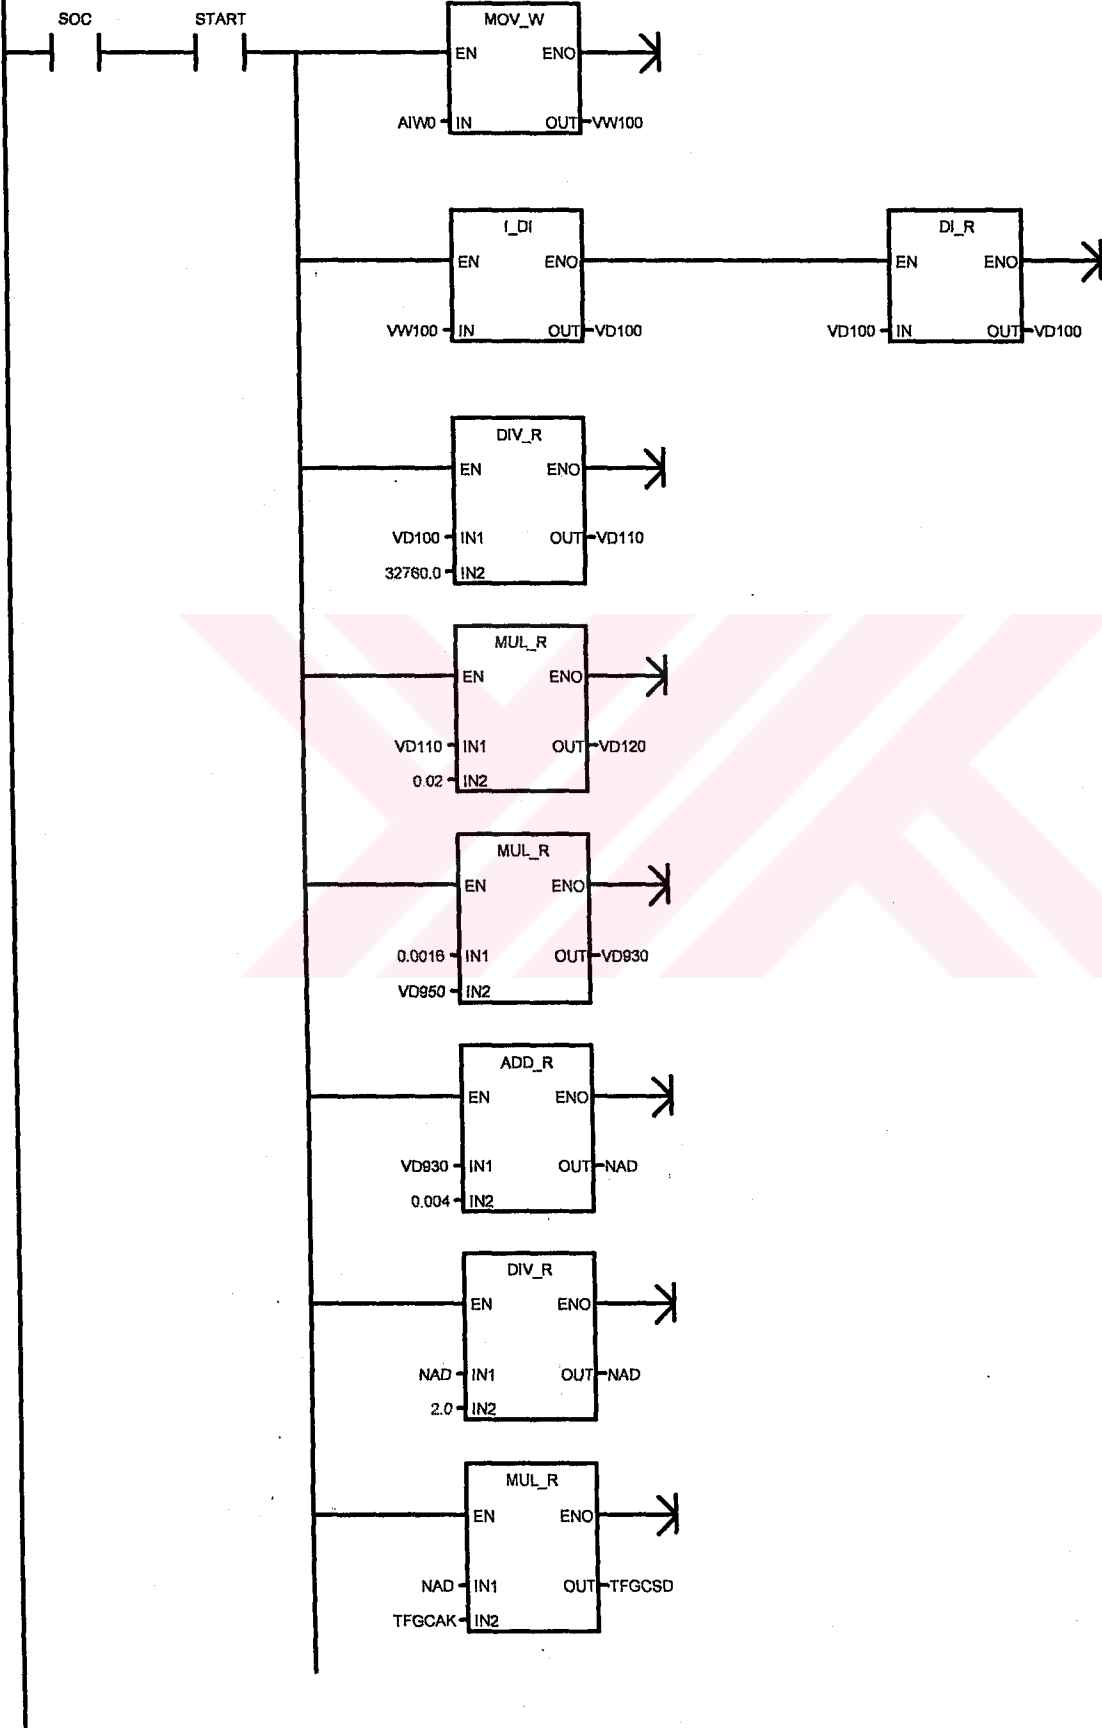 SOC START
MOV_W
EN ENO
AIW0 IN OUT VW100
I_DI
EN ENO
VW100 IN OUT VD100
DI_R
EN ENO
VD100 IN OUT VD100
DIV_R
EN ENO
VD100 IN1 OUT VD110
32760.0 IN2
MUL_R
EN ENO
VD110 IN1 OUT VD120
0.02 IN2
MUL_R
EN ENO
0.0016 IN1 OUT VD930
VD950 IN2
ADD_R
EN ENO
VD930 IN1 OUT NAD
0.004 IN2
DIV_R
EN ENO
NAD IN1 OUT NAD
2.0 IN2
MUL_R
EN ENO
NAD IN1 OUT TFGCSD
TFGCAK IN2